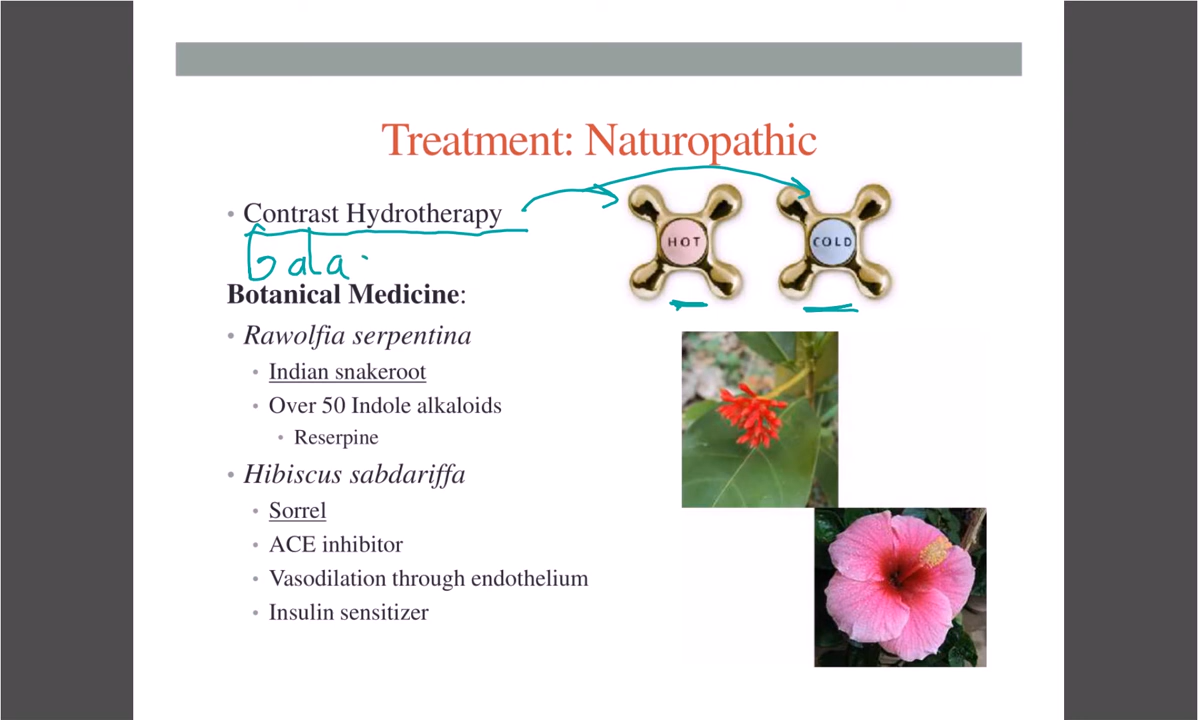 Treatment: Naturopathic
• Contrast Hydrotherapy
HOT
COLD
Bala
Botanical Medicine:
• Rawolfia serpentina
• Indian snakeroot
• Over 50 Indole alkaloids
• Reserpine
• Hibiscus sabdariffa
• Sorrel
• ACE inhibitor
• Vasodilation through endothelium
• Insulin sensitizer